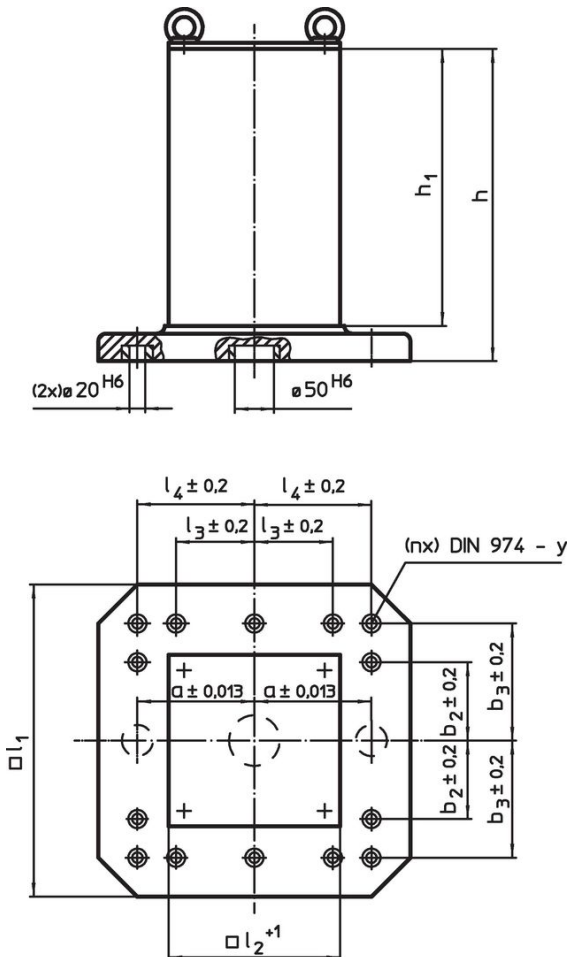 h₁
h
(2x)ø 20 H6
ø 50 H6
l₄ ± 0,2
l₄ ± 0,2
l₃ ± 0,2
l₃ ± 0,2
(nx) DIN 974 - y
a ± 0,013
a ± 0,013
b₂ ± 0,2
b₃ ± 0,2
b₂ ± 0,2
b₃ ± 0,2
□ l₁
□ l₂ +1